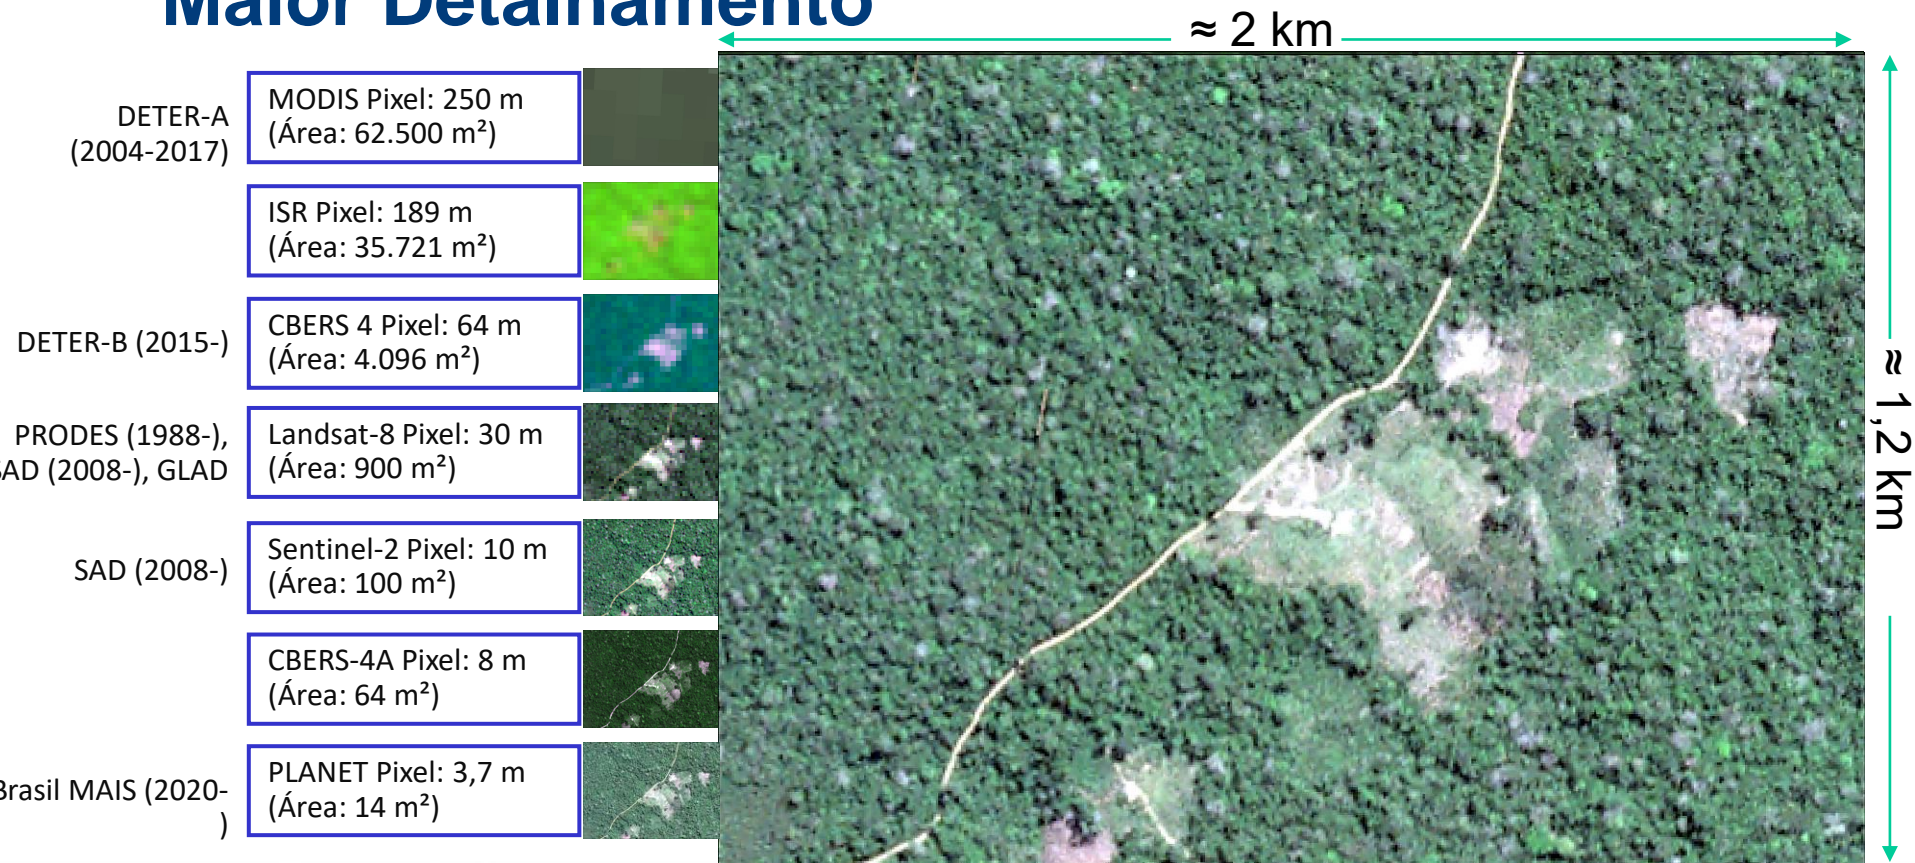 Maior Detalhamento
≈ 2 km
DETER-A
(2004-2017)
MODIS Pixel: 250 m
(Área: 62.500 m²)
ISR Pixel: 189 m
(Área: 35.721 m²)
DETER-B (2015-)
CBERS 4 Pixel: 64 m
(Área: 4.096 m²)
PRODES (1988-),
SAD (2008-), GLAD
Landsat-8 Pixel: 30 m
(Área: 900 m²)
SAD (2008-)
Sentinel-2 Pixel: 10 m
(Área: 100 m²)
CBERS-4A Pixel: 8 m
(Área: 64 m²)
Brasil MAIS (2020-
)
PLANET Pixel: 3,7 m
(Área: 14 m²)
≈ 1,2 km